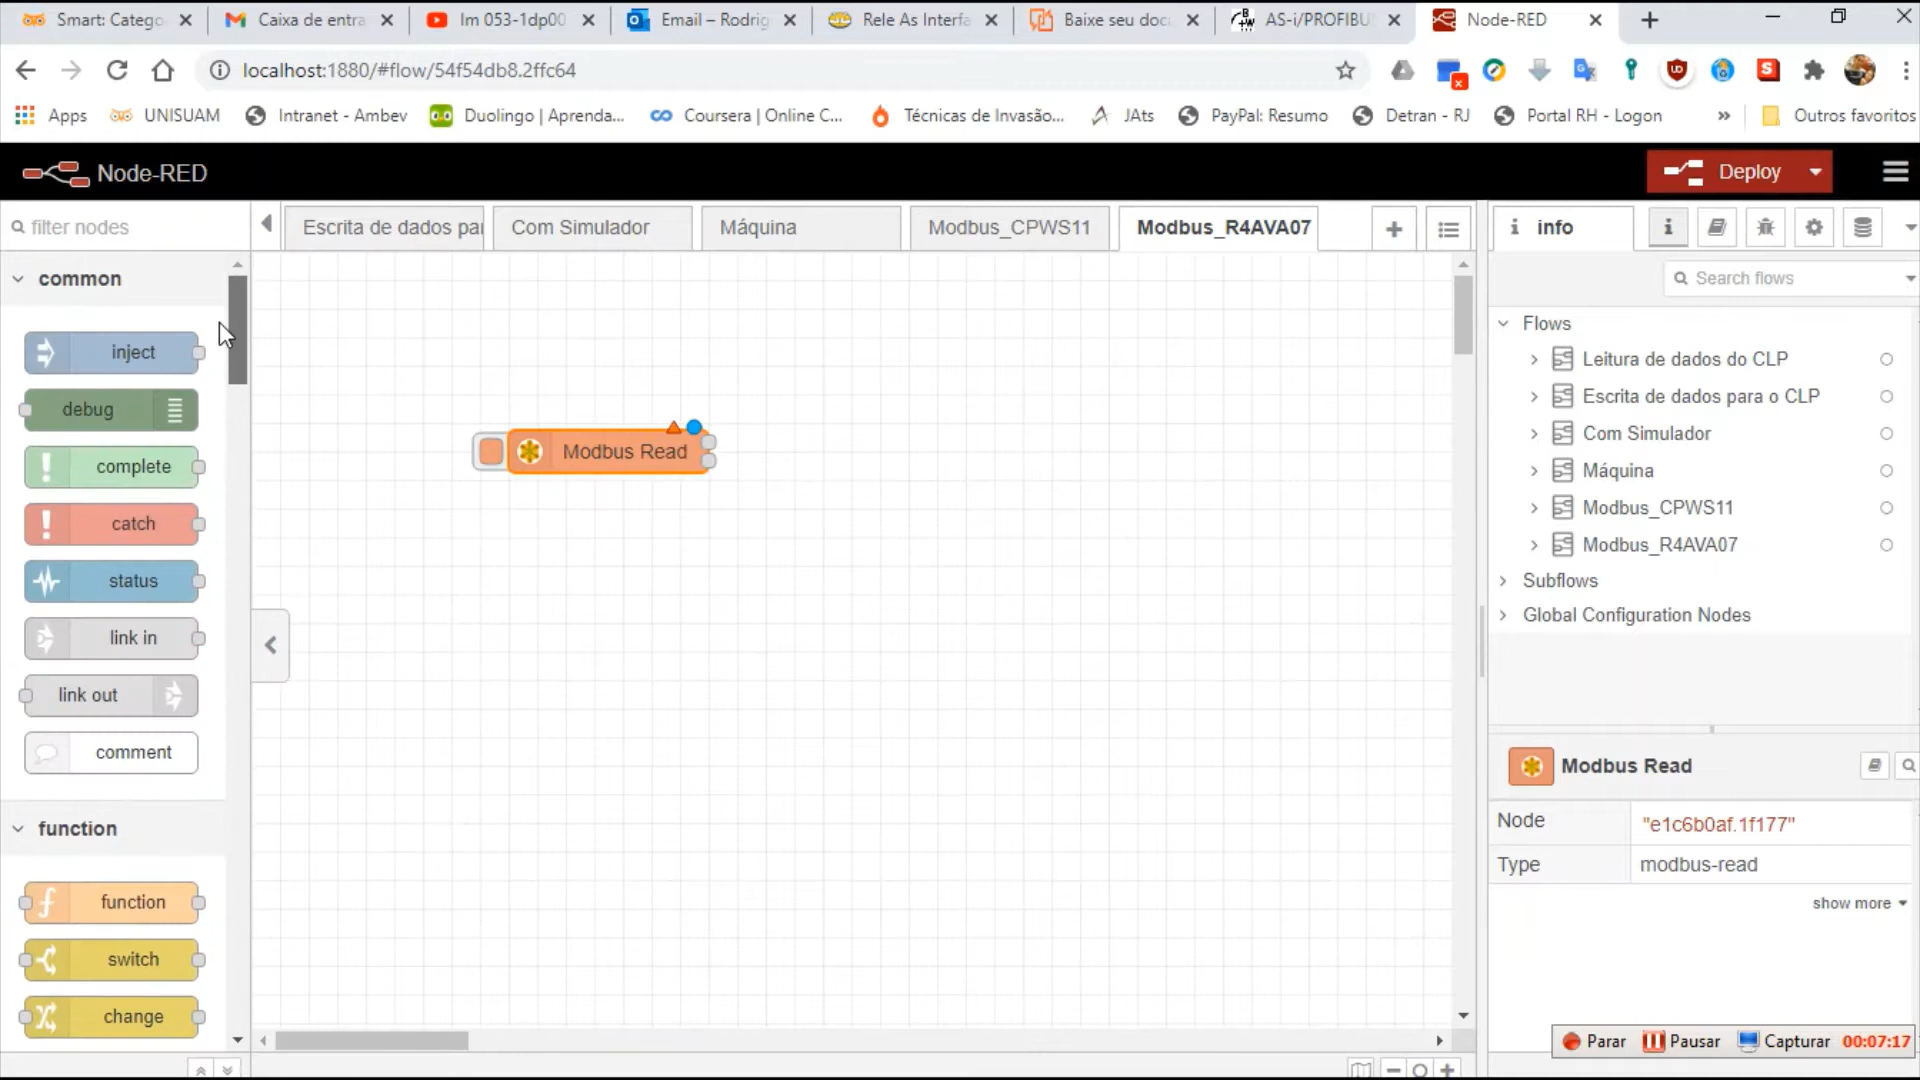 Smart: Catego
Caixa de entra
Im 053-1dp00
Email – Rodrig
Rele As Interfa
Baixe seu doc
AS-i/PROFIBU
Node-RED
localhost:1880/#flow/54f54db8.2ffc64
Apps
UNISUAM
Intranet - Ambev
Duolingo | Aprenda...
Coursera | Online C...
Técnicas de Invasão...
JAts
PayPal: Resumo
Detran - RJ
Portal RH - Logon
»
Outros favoritos
Node-RED
Deploy
filter nodes
Escrita de dados par
Com Simulador
Máquina
Modbus_CPWS11
Modbus_R4AVA07
info
common
Search flows
inject
debug
complete
catch
status
link in
link out
comment
function
function
switch
change
Modbus Read
Flows
Leitura de dados do CLP
Escrita de dados para o CLP
Com Simulador
Máquina
Modbus_CPWS11
Modbus_R4AVA07
Subflows
Global Configuration Nodes
Modbus Read
Node "e1c6b0af.1f177"
Type modbus-read
show more
Parar Pausar Capturar 00:07:17